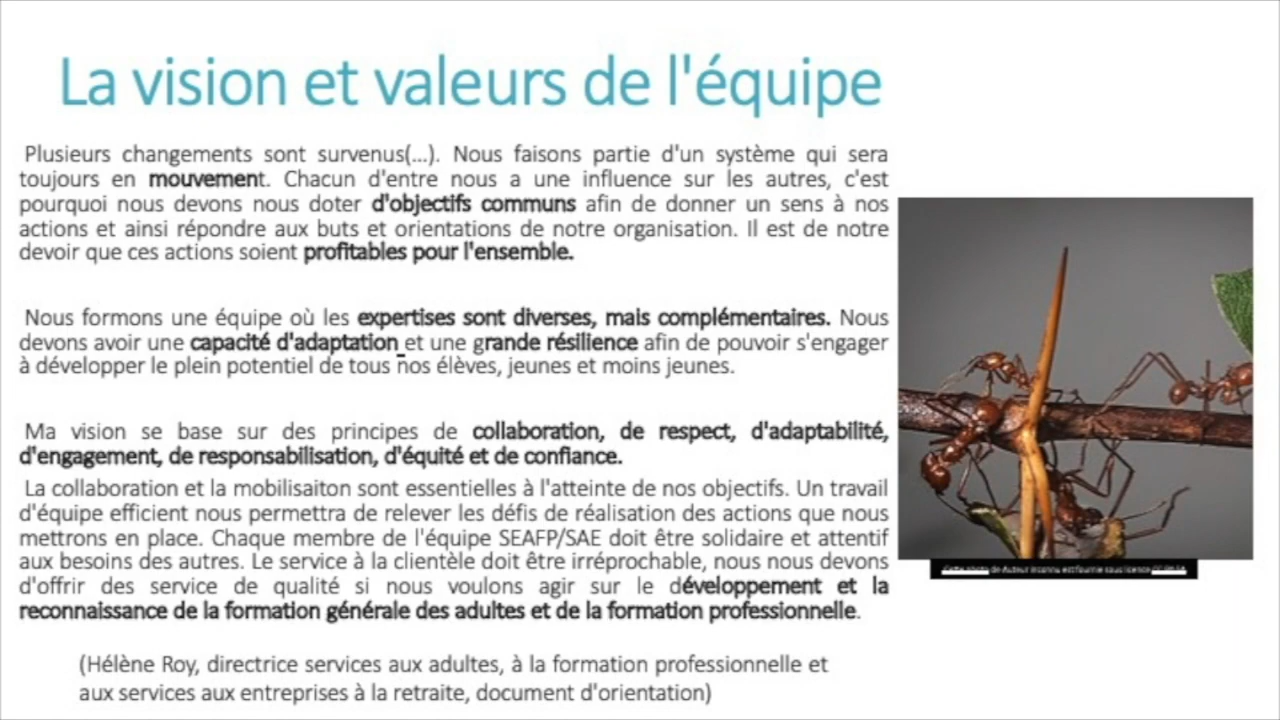 La vision et valeurs de l'équipe
Plusieurs changements sont survenus(...). Nous faisons partie d'un système qui sera
toujours en mouvement. Chacun d'entre nous a une influence sur les autres, c'est
pourquoi nous devons nous doter d'objectifs communs afin de donner un sens à nos
actions et ainsi répondre aux buts et orientations de notre organisation. Il est de notre
devoir que ces actions soient profitables pour l'ensemble.
Nous formons une équipe où les expertises sont diverses, mais complémentaires. Nous
devons avoir une capacité d'adaptation et une grande résilience afin de pouvoir s'engager
à développer le plein potentiel de tous nos élèves, jeunes et moins jeunes.
Ma vision se base sur des principes de collaboration, de respect, d'adaptabilité,
d'engagement, de responsabilisation, d'équité et de confiance.
La collaboration et la mobilisaiton sont essentielles à l'atteinte de nos objectifs. Un travail
d'équipe efficient nous permettra de relever les défis de réalisation des actions que nous
mettrons en place. Chaque membre de l'équipe SEAFP/SAE doit être solidaire et attentif
aux besoins des autres. Le service à la clientèle doit être irréprochable, nous nous devons
d'offrir des service de qualité si nous voulons agir sur le développement et la
reconnaissance de la formation générale des adultes et de la formation professionnelle.
(Hélène Roy, directrice services aux adultes, à la formation professionnelle et
aux services aux entreprises à la retraite, document d'orientation)
Cette photo de Auteur inconnu est fournie sous licence